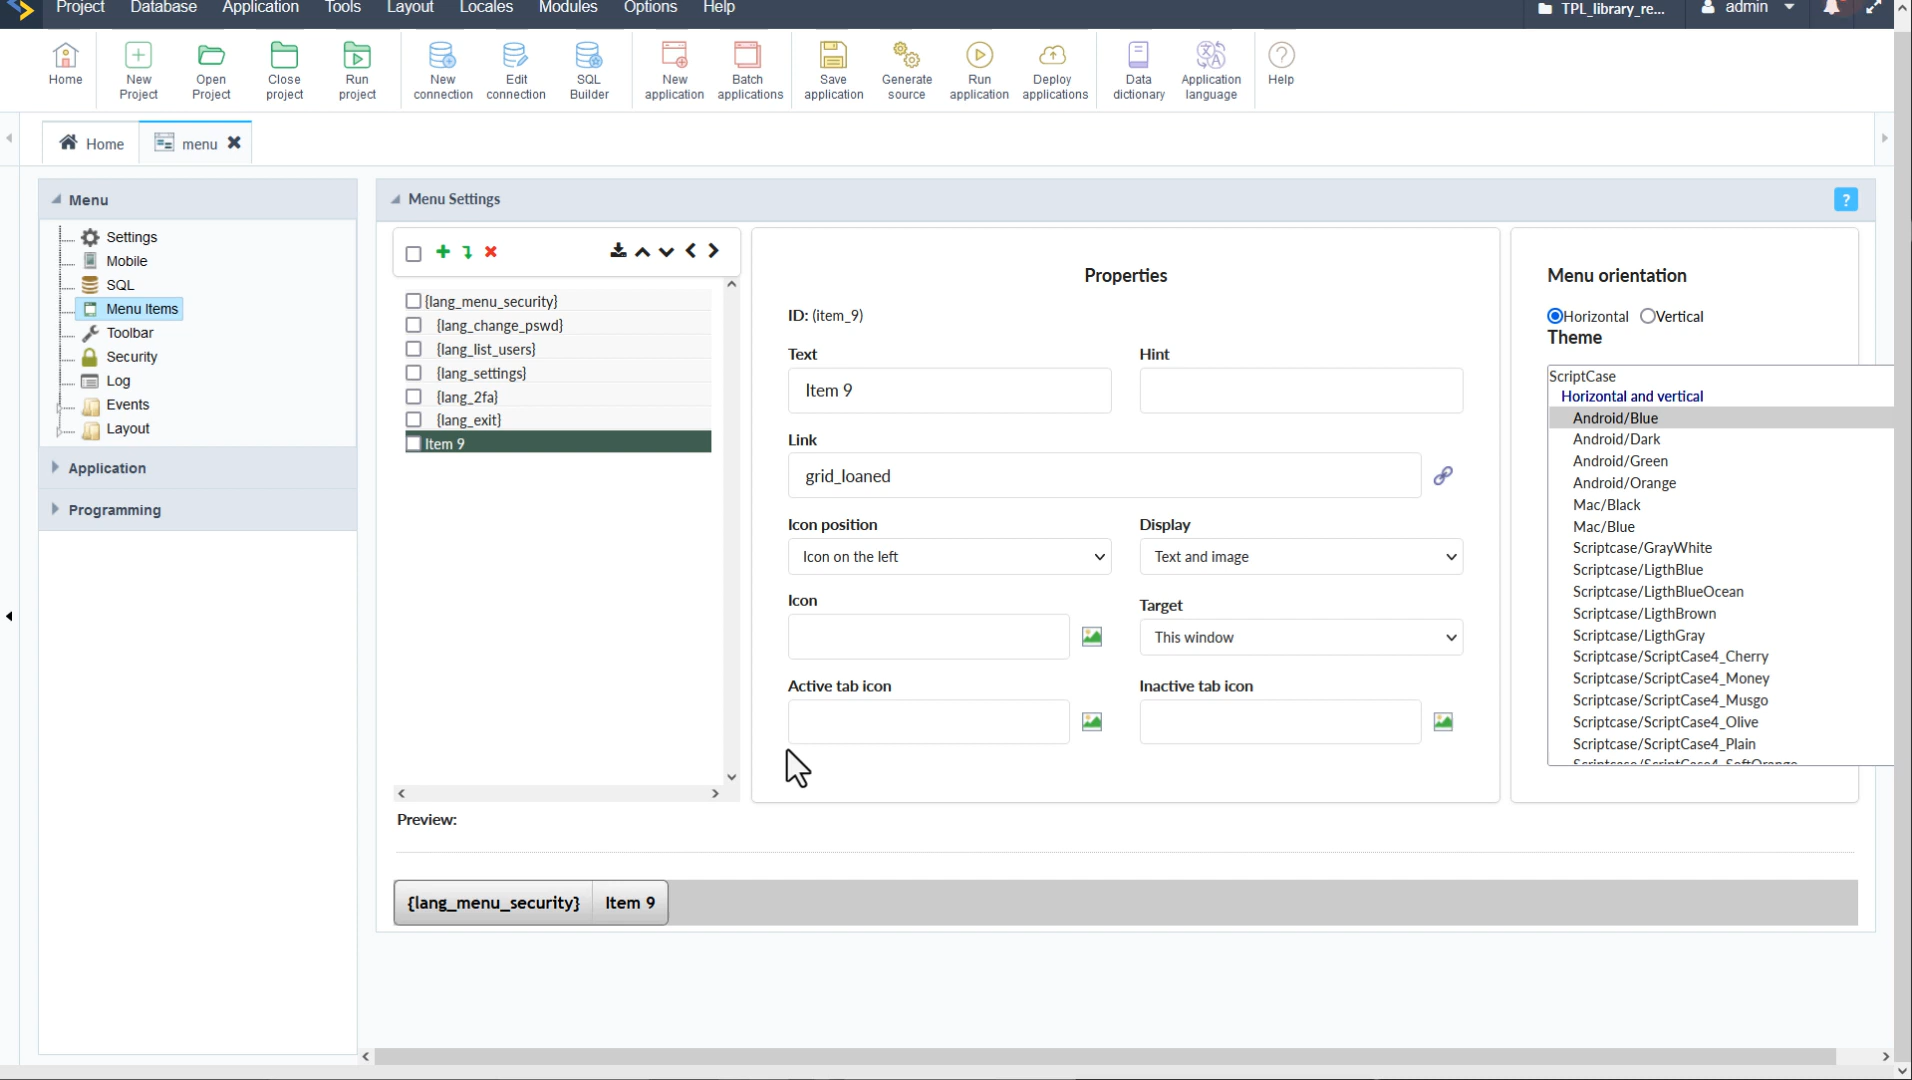 Project Database Application Tools Layout Locales Modules Options Help TPL_library_re... admin
Home New Project Open Project Close project Run project New connection Edit connection SQL Builder New application Batch applications Save application Generate source Run application Deploy applications Data dictionary Application language Help
Home menu
Menu
Settings
Mobile
SQL
Menu Items
Toolbar
Security
Log
Events
Layout
Application
Programming
Menu Settings ?
{lang_menu_security}
{lang_change_pswd}
{lang_list_users}
{lang_settings}
{lang_2fa}
{lang_exit}
Item 9
Properties
ID: (item_9)
Text Hint
Item 9
Link
grid_loaned
Icon position Display
Icon on the left Text and image
Icon Target
This window
Active tab icon Inactive tab icon
Menu orientation
Horizontal Vertical
Theme
ScriptCase
Horizontal and vertical
Android/Blue
Android/Dark
Android/Green
Android/Orange
Mac/Black
Mac/Blue
Scriptcase/GrayWhite
Scriptcase/LigthBlue
Scriptcase/LigthBlueOcean
Scriptcase/LigthBrown
Scriptcase/LigthGray
Scriptcase/ScriptCase4_Cherry
Scriptcase/ScriptCase4_Money
Scriptcase/ScriptCase4_Musgo
Scriptcase/ScriptCase4_Olive
Scriptcase/ScriptCase4_Plain
Preview:
{lang_menu_security} Item 9